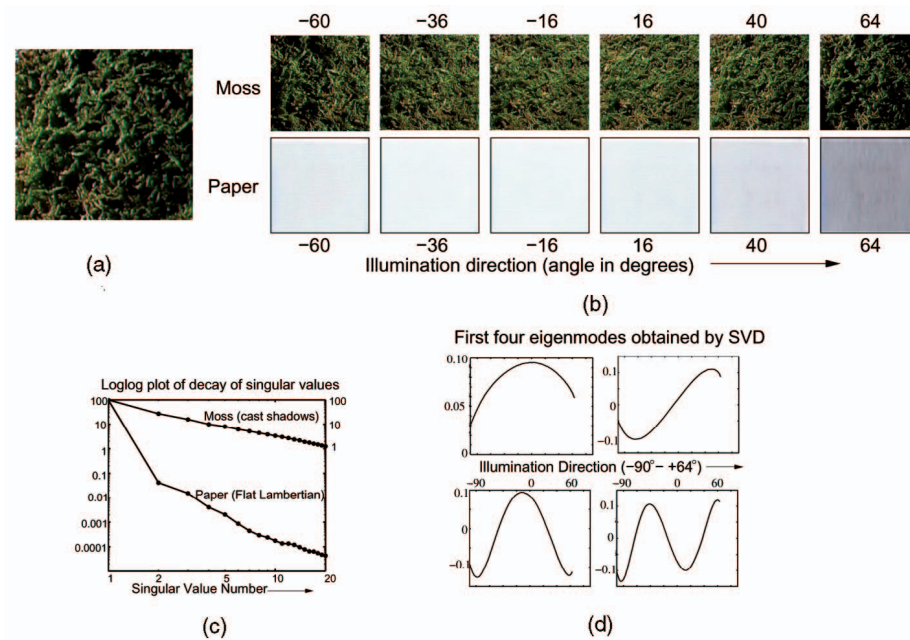 −60 −36 −16 16 40 64
Moss
Paper
−60 −36 −16 16 40 64
Illumination direction (angle in degrees)
(a)
(b)
First four eigenmodes obtained by SVD
Loglog plot of decay of singular values
100
10
1
0.1
0.01
0.001
0.0001
100
10
1
Moss (cast shadows)
Paper (Flat Lambertian)
1 2 5 10 20
Singular Value Number
(c)
0.10
0.05
0
0.1
0
−0.1
Illumination Direction (−90°− +64°)
−90 0 60
−90 0 60
0.1
0
−0.1
0.1
0
−0.1
(d)